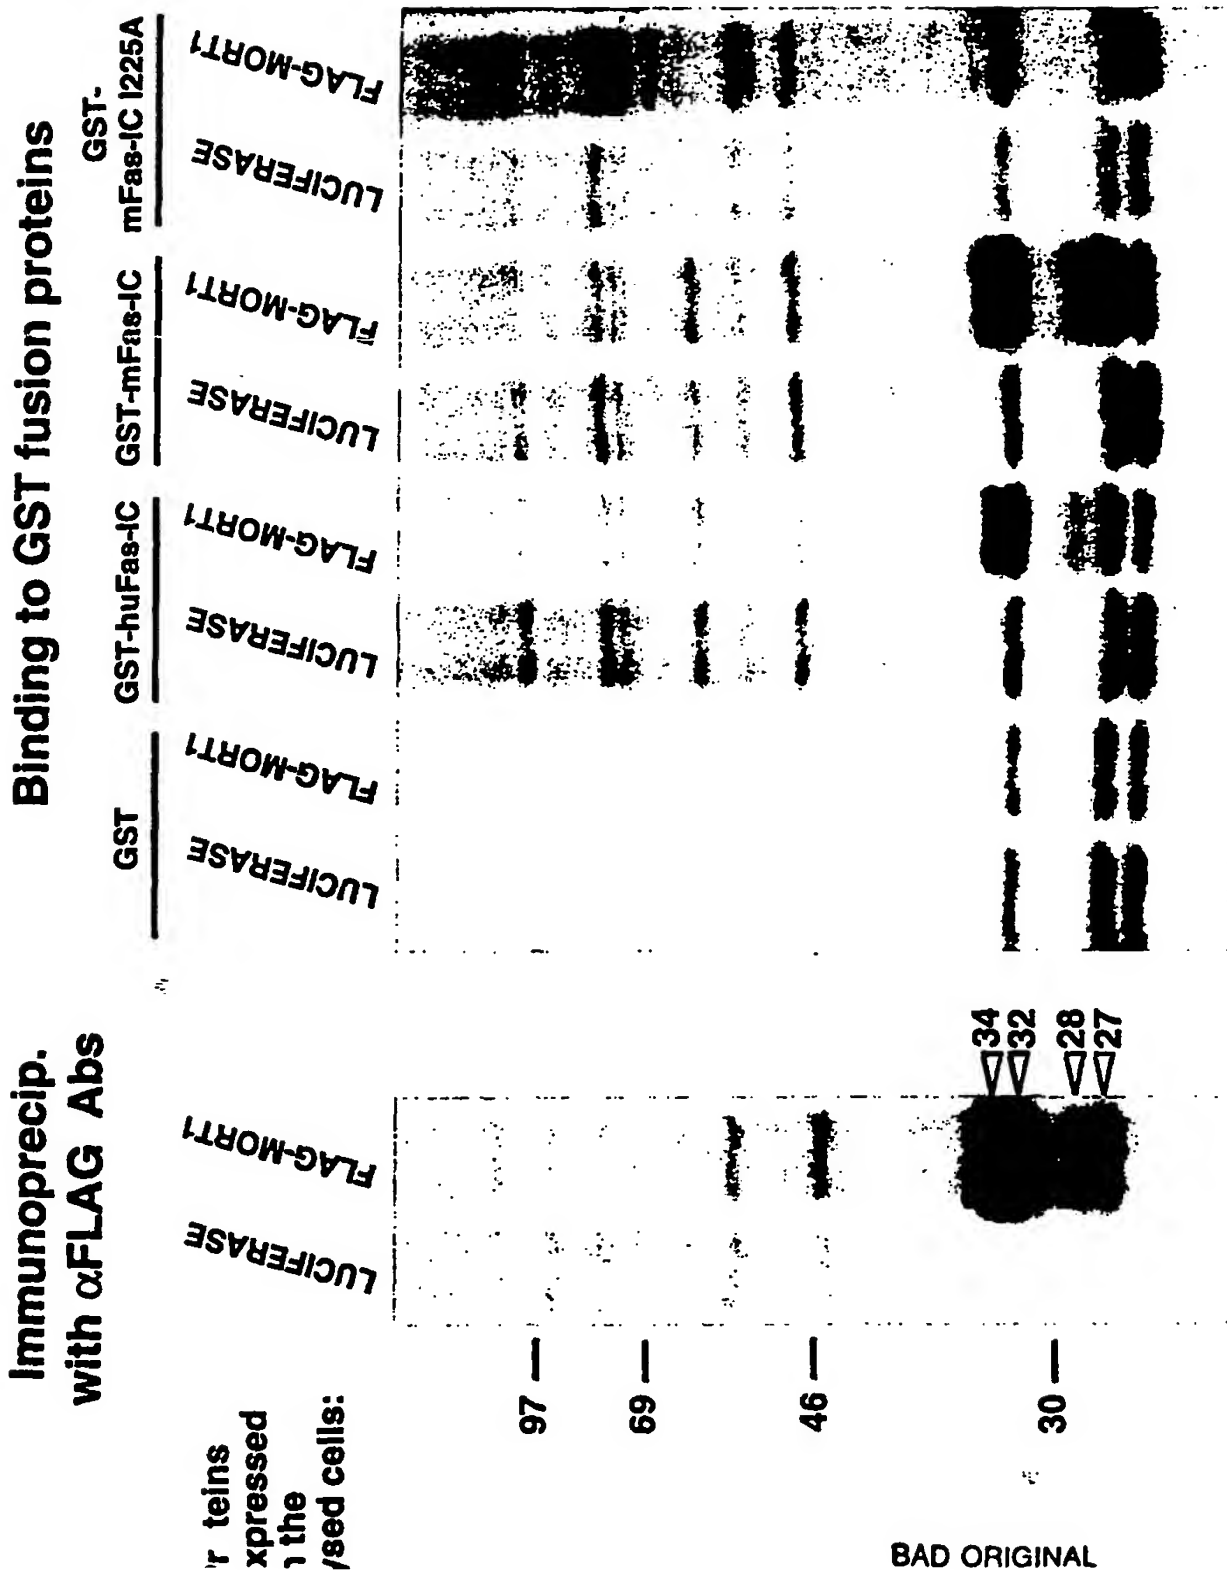 Immunoprecip.
with αFLAG Abs
Binding to GST fusion proteins
GST
GST-huFas-IC
GST-mFas-IC
GST-
mFas-IC I225A
teins
xpressed
the
cells:
LUCIFERASE
FLAG-MORT1
LUCIFERASE
FLAG-MORT1
LUCIFERASE
FLAG-MORT1
LUCIFERASE
FLAG-MORT1
LUCIFERASE
FLAG-MORT1
97
69
46
30
34
32
28
27
BAD ORIGINAL